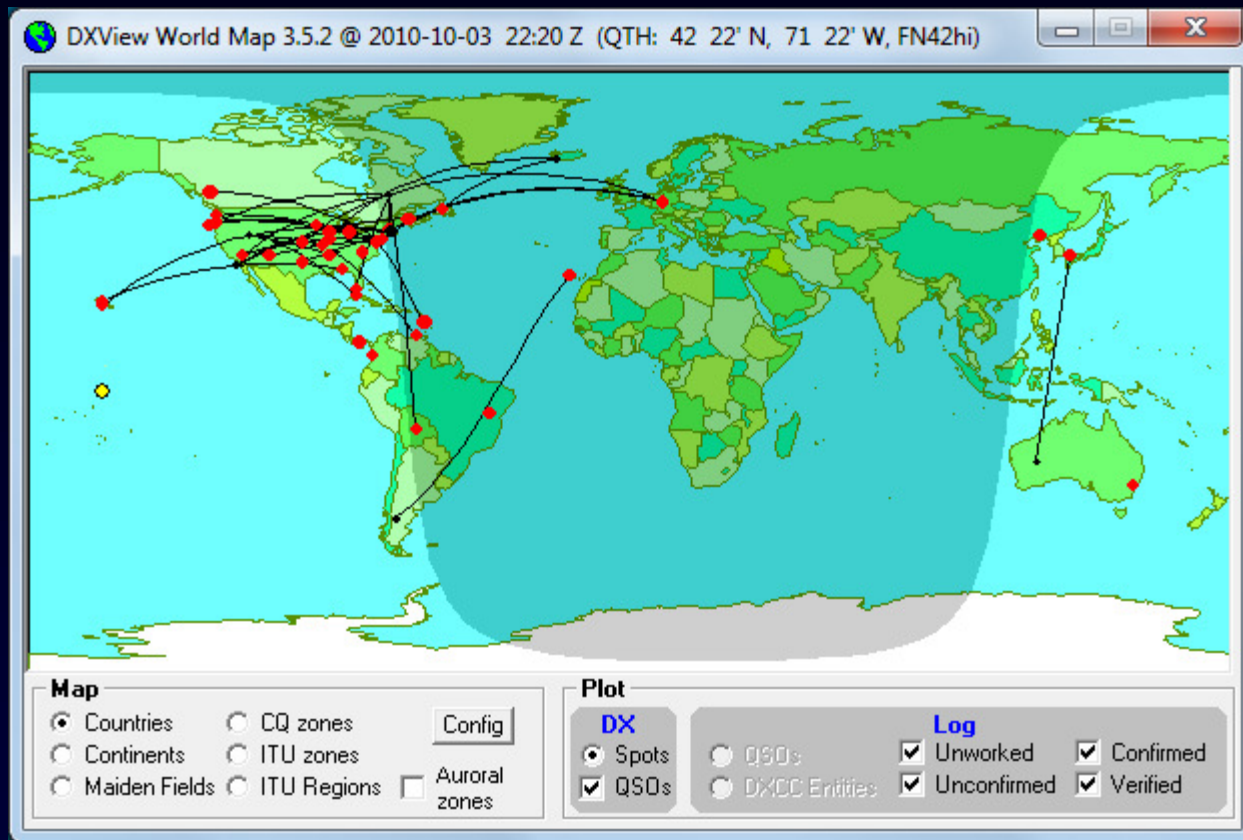 DXView World Map 3.5.2 @ 2010-10-03 22:20 Z (QTH: 42 22' N, 71 22' W, FN42hi)
Map
Countries
CQ zones
Config
Continents
ITU zones
Maiden Fields
ITU Regions
Auroral zones
Plot
DX
Spots
QSOs
Log
QSOs
Unworked
Confirmed
DXCC Entities
Unconfirmed
Verified